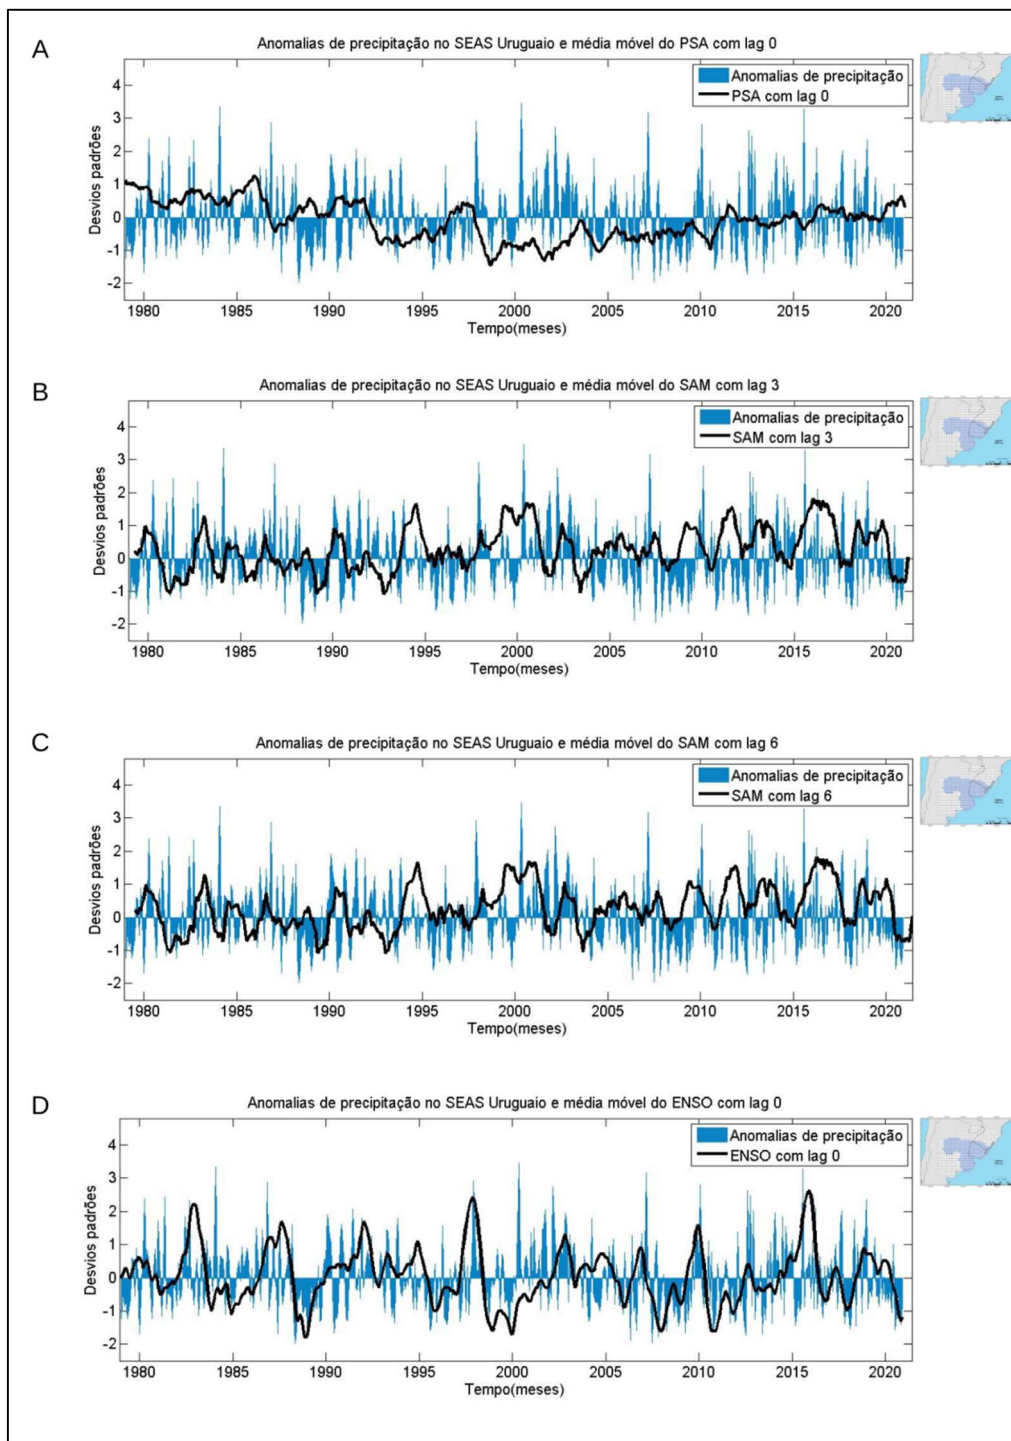 A
Anomalias de precipitação no SEAS Uruguaio e média móvel do PSA com lag 0
Anomalias de precipitação
PSA com lag 0
Desvios padrões
4
3
2
1
0
-1
-2
1980 1985 1990 1995 2000 2005 2010 2015 2020
Tempo(meses)
B
Anomalias de precipitação no SEAS Uruguaio e média móvel do SAM com lag 3
Anomalias de precipitação
SAM com lag 3
Desvios padrões
4
3
2
1
0
-1
-2
1980 1985 1990 1995 2000 2005 2010 2015 2020
Tempo(meses)
C
Anomalias de precipitação no SEAS Uruguaio e média móvel do SAM com lag 6
Anomalias de precipitação
SAM com lag 6
Desvios padrões
4
3
2
1
0
-1
-2
1980 1985 1990 1995 2000 2005 2010 2015 2020
Tempo(meses)
D
Anomalias de precipitação no SEAS Uruguaio e média móvel do ENSO com lag 0
Anomalias de precipitação
ENSO com lag 0
Desvios padrões
4
3
2
1
0
-1
-2
1980 1985 1990 1995 2000 2005 2010 2015 2020
Tempo(meses)